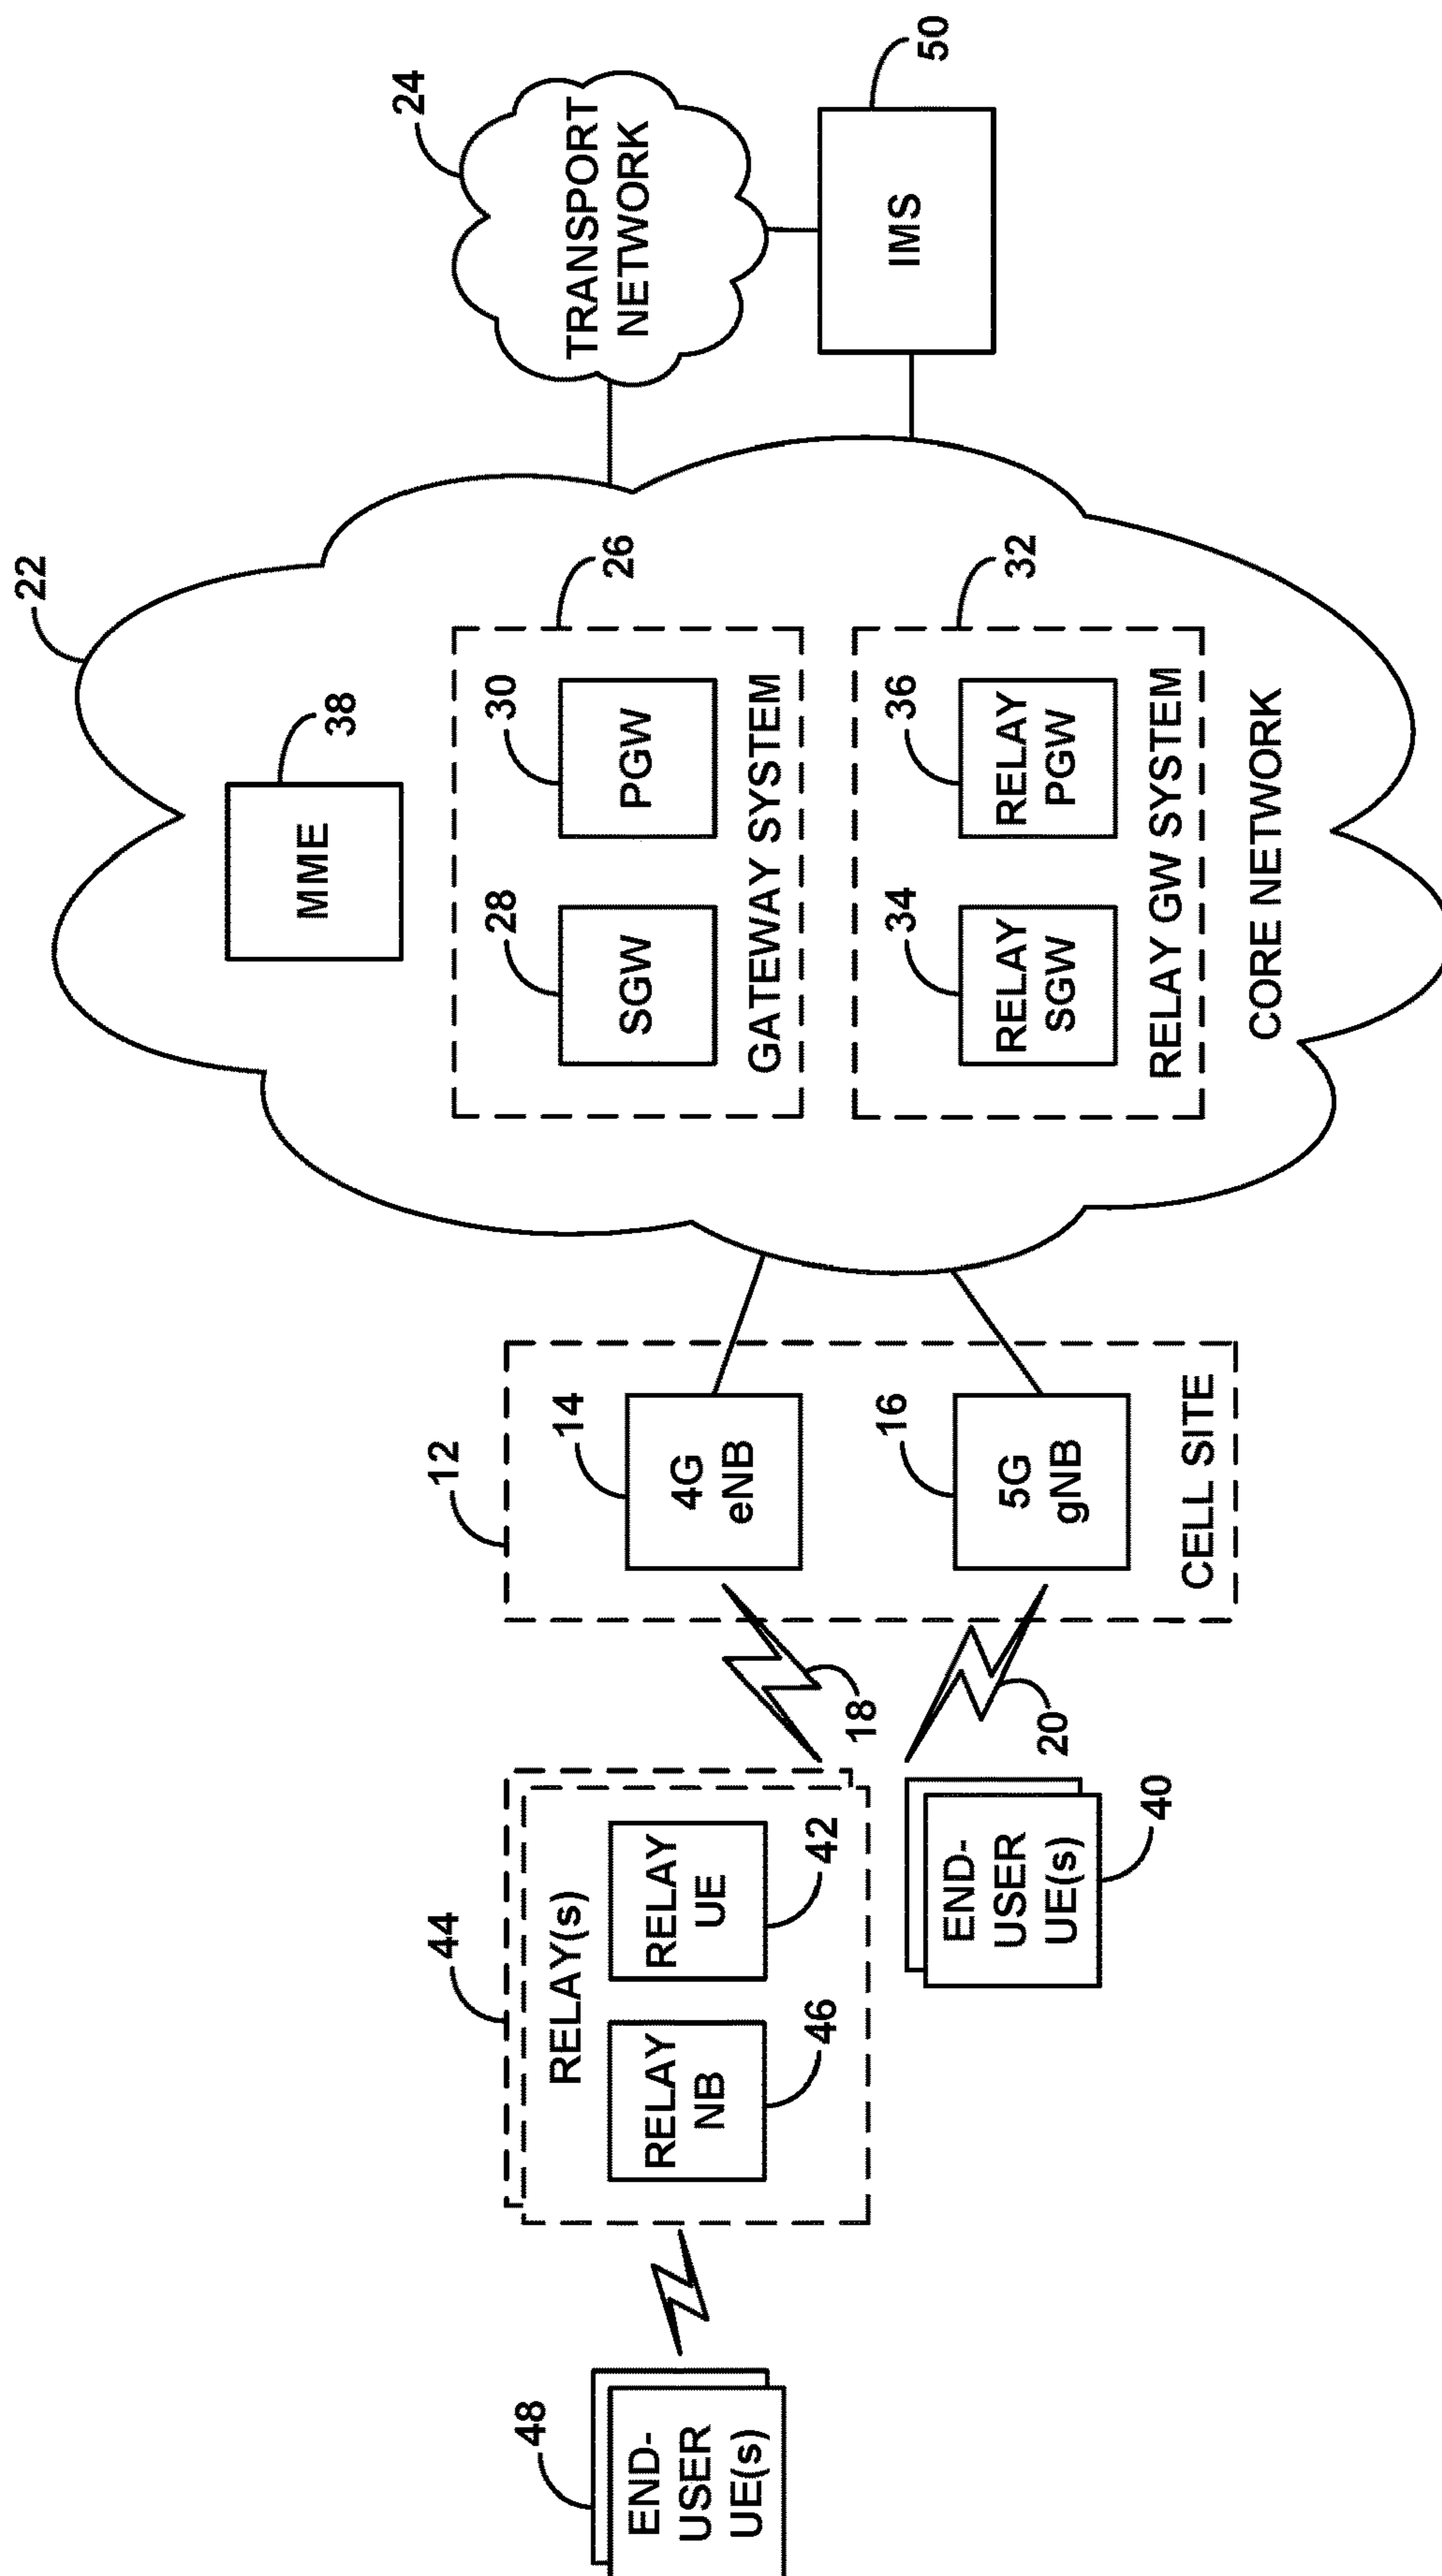 48
END-
USER
UE(s)
44
RELAY(s)
RELAY
NB
46
RELAY
UE
42
END-
USER
UE(s)
40
18
20
12
14
4G
eNB
16
5G
gNB
CELL SITE
22
MME
38
28
SGW
30
PGW
GATEWAY SYSTEM
26
34
RELAY
SGW
36
RELAY
PGW
RELAY GW SYSTEM
32
CORE NETWORK
24
TRANSPORT
NETWORK
IMS
50